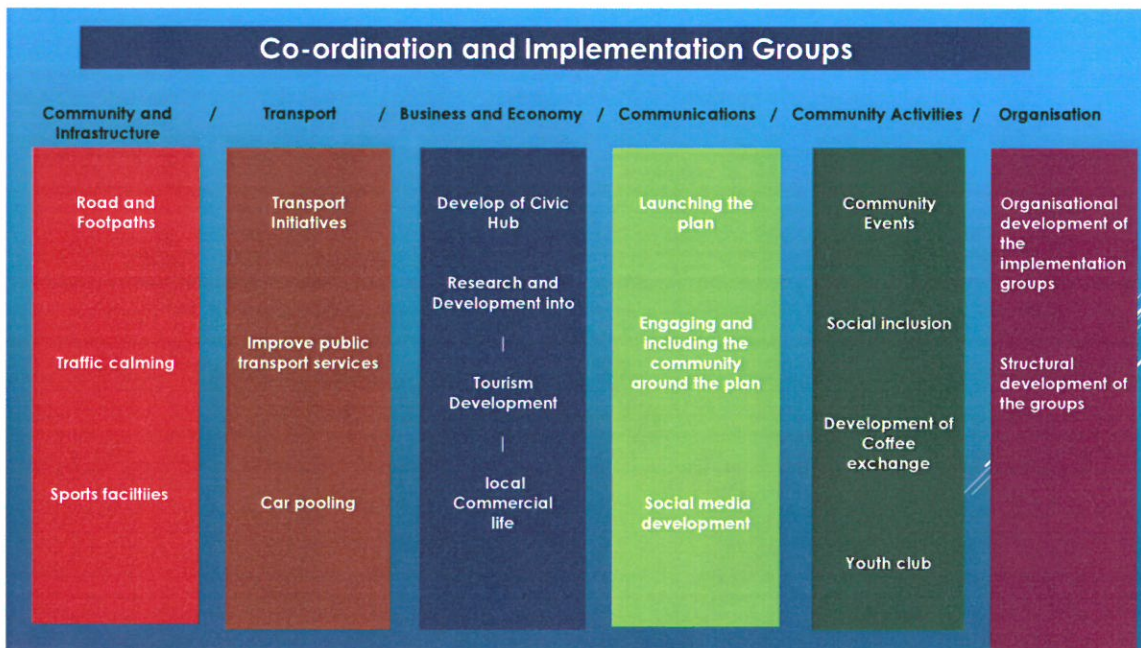 Co-ordination and Implementation Groups
Community and
Infrastructure
/
Transport
/
Business and Economy
/
Communications
/
Community Activities
/
Organisation
Road and
Footpaths
Traffic calming
Sports faciltiies
Transport
Initiatives
Improve public
transport services
Car pooling
Develop of Civic
Hub
Research and
Development into
|
Tourism
Development
|
local
Commercial
life
Launching the
plan
Engaging and
including the
community
around the plan
Social media
development
Community
Events
Social inclusion
Development of
Coffee
exchange
Youth club
Organisational
development of
the
implementation
groups
Structural
development of
the groups